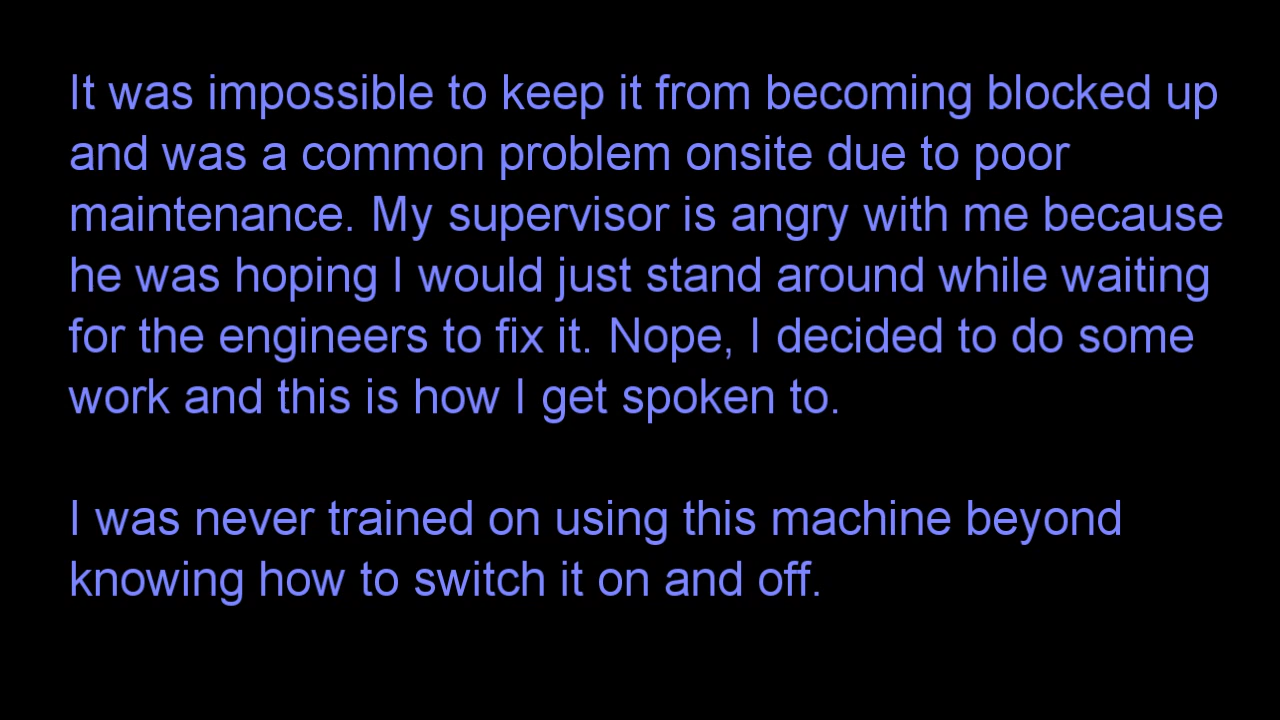 It was impossible to keep it from becoming blocked up
and was a common problem onsite due to poor
maintenance. My supervisor is angry with me because
he was hoping I would just stand around while waiting
for the engineers to fix it. Nope, I decided to do some
work and this is how I get spoken to.
I was never trained on using this machine beyond
knowing how to switch it on and off.